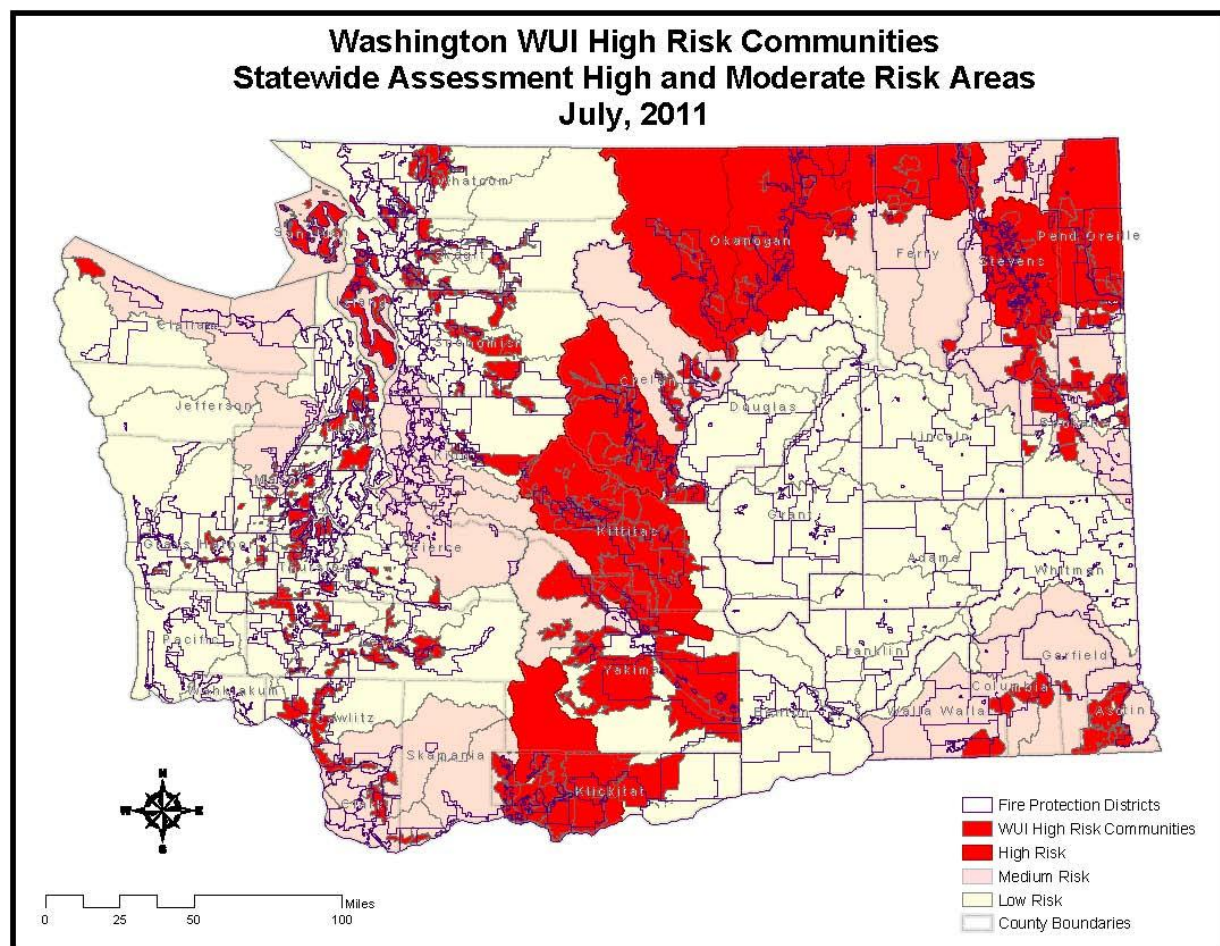 Washington WUI High Risk Communities
Statewide Assessment High and Moderate Risk Areas
July, 2011
Whatcom
San Juan
Skagit
Okanogan
Ferry
Stevens
Pend Oreille
Island
Clallam
Snohomish
Chelan
Jefferson
Douglas
Lincoln
Spokane
Kitsap
King
Mason
Grant
Kittitas
Grays Harbor
Pierce
Thurston
Adams
Whitman
Pacific
Lewis
Yakima
Franklin
Garfield
Wahkiakum
Cowlitz
Benton
Walla Walla
Columbia
Asotin
Skamania
Klickitat
Clark
N
W
E
S
Fire Protection Districts
WUI High Risk Communities
High Risk
Medium Risk
Low Risk
County Boundaries
Miles
0 25 50 100